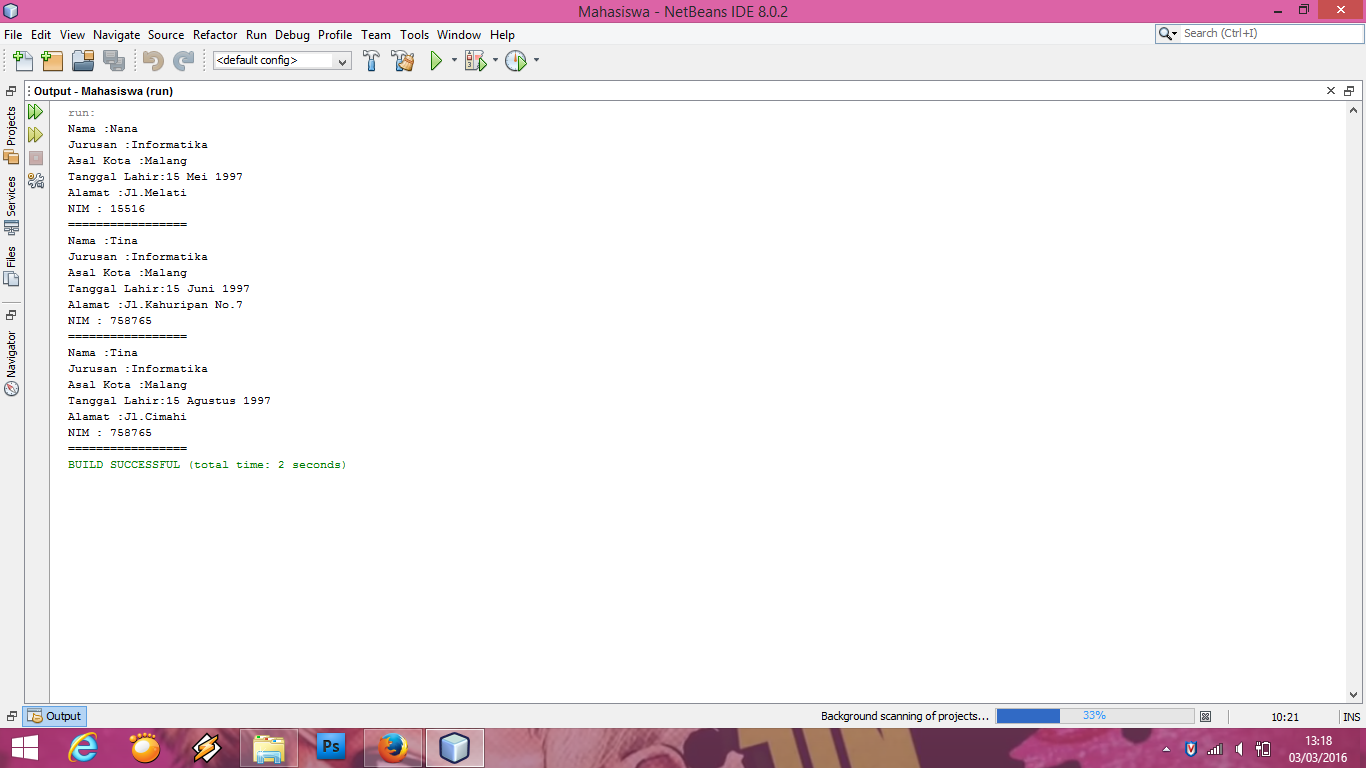 Mahasiswa - NetBeans IDE 8.0.2
File Edit View Navigate Source Refactor Run Debug Profile Team Tools Window Help
Search (Ctrl+I)
<default config>
Output - Mahasiswa (run)
Projects
Services
Files
Navigator
run:
Nama :Nana
Jurusan :Informatika
Asal Kota :Malang
Tanggal Lahir:15 Mei 1997
Alamat :Jl.Melati
NIM : 15516
=================
Nama :Tina
Jurusan :Informatika
Asal Kota :Malang
Tanggal Lahir:15 Juni 1997
Alamat :Jl.Kahuripan No.7
NIM : 758765
=================
Nama :Tina
Jurusan :Informatika
Asal Kota :Malang
Tanggal Lahir:15 Agustus 1997
Alamat :Jl.Cimahi
NIM : 758765
=================
BUILD SUCCESSFUL (total time: 2 seconds)
Output
Background scanning of projects... 33%
10:21
INS
Ps
13:18
03/03/2016